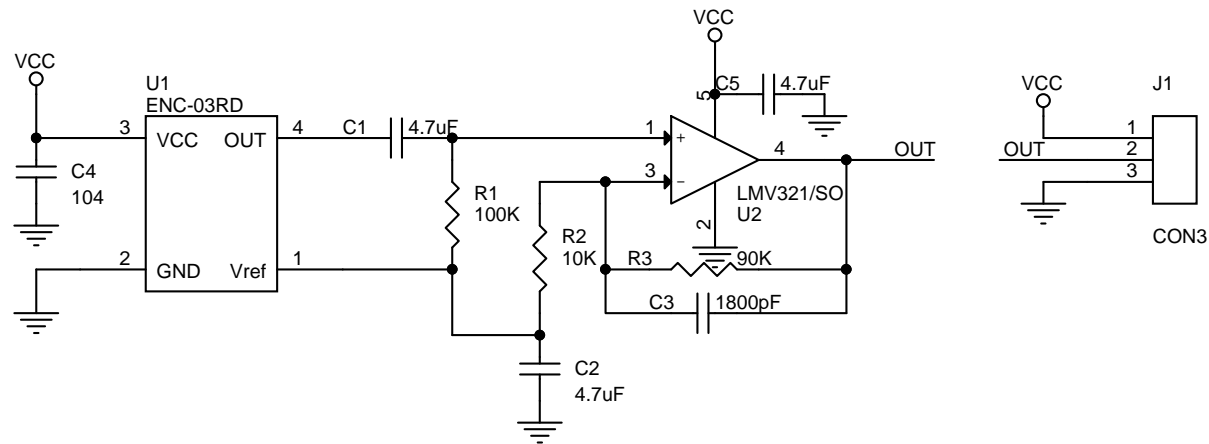 VCC
U1
ENC-03RD
3
VCC
OUT
4
C1
4.7uF
C4
104
2
GND
Vref
1
R1
100K
R2
10K
C2
4.7uF
VCC
5
C5
4.7uF
1
+
3
−
4
2
LMV321/SO
U2
R3
90K
C3
1800pF
OUT
VCC
J1
1
OUT
2
3
CON3